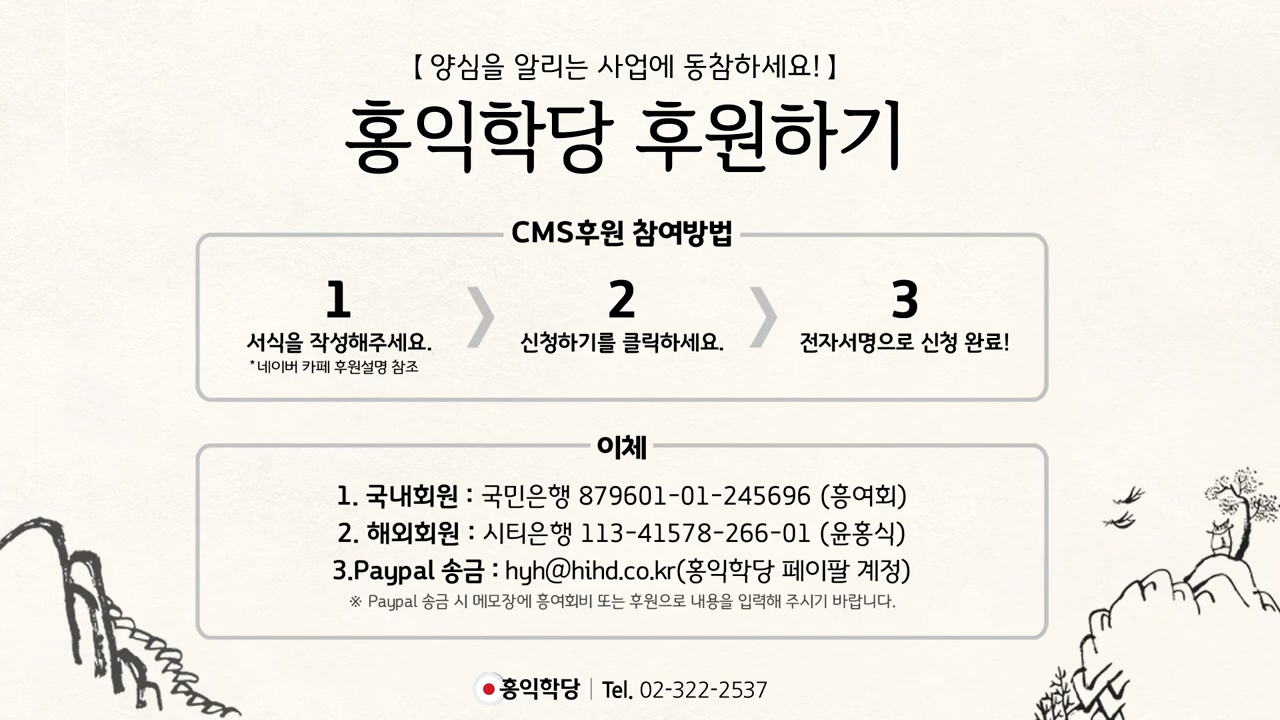 【 양심을 알리는 사업에 동참하세요! 】
홍익학당 후원하기
CMS후원 참여방법
1 2 3
서식을 작성해주세요. 신청하기를 클릭하세요. 전자서명으로 신청 완료!
*네이버 카페 후원설명 참조
이체
1. 국내회원 : 국민은행 879601-01-245696 (흥여회)
2. 해외회원 : 시티은행 113-41578-266-01 (윤홍식)
3.Paypal 송금 : hyh@hihd.co.kr(홍익학당 페이팔 계정)
※ Paypal 송금 시 메모장에 흥여회비 또는 후원으로 내용을 입력해 주시기 바랍니다.
홍익학당 | Tel. 02-322-2537